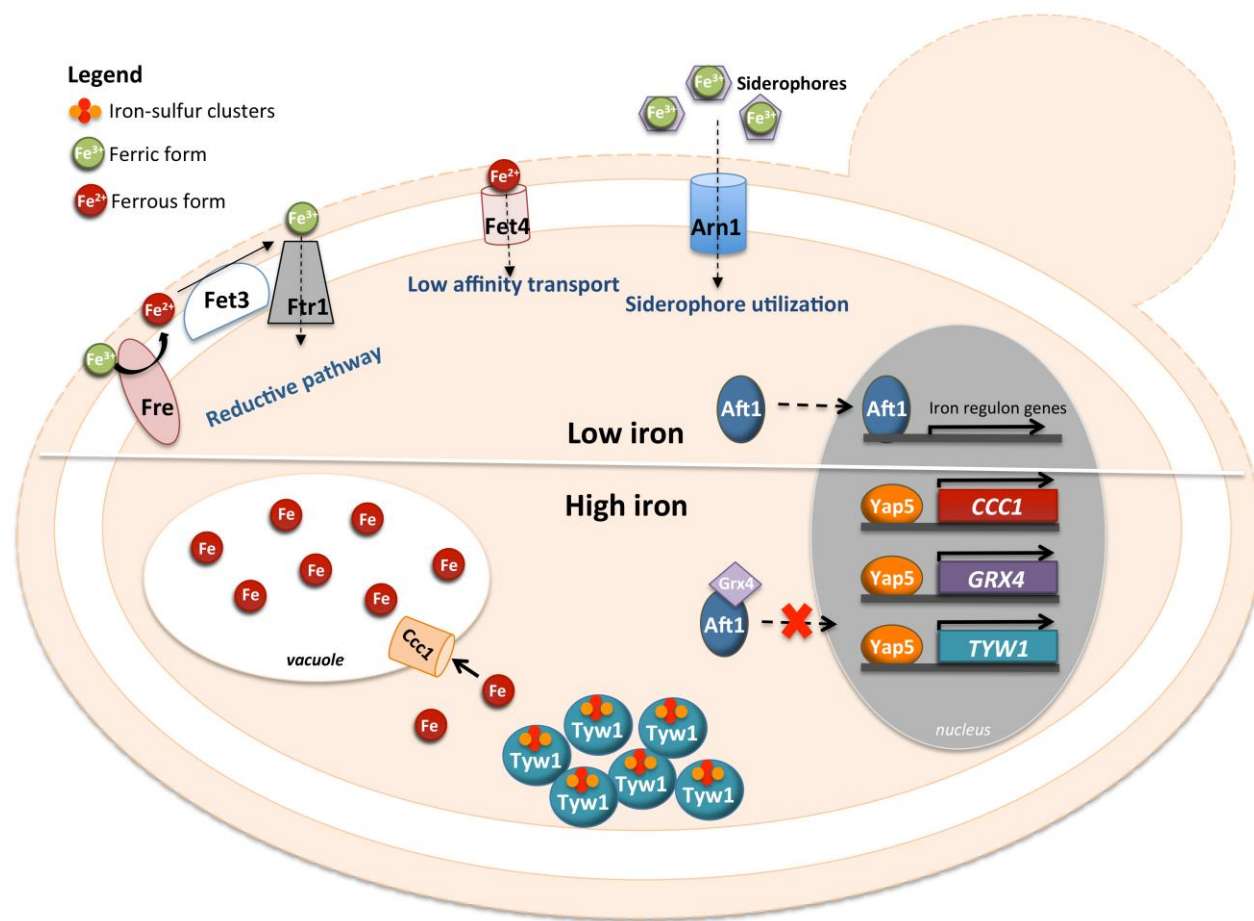 Legend
Iron-sulfur clusters
Fe³⁺ Ferric form
Fe²⁺ Ferrous form
Fe³⁺
Siderophores
Fe³⁺
Fe³⁺
Fe²⁺
Fet4
Low affinity transport
Arn1
Siderophore utilization
Fe³⁺
Fet3
Ftr1
Fe²⁺
Fe³⁺
Fre
Reductive pathway
Low iron
Aft1
Aft1
Iron regulon genes
High iron
Fe
Fe
Fe
Fe
Fe
Fe
Fe
vacuole
Ccc1
Fe
Fe
Grx4
Aft1
Yap5
CCC1
Yap5
GRX4
Yap5
TYW1
nucleus
Tyw1
Tyw1
Tyw1
Tyw1
Tyw1
Tyw1